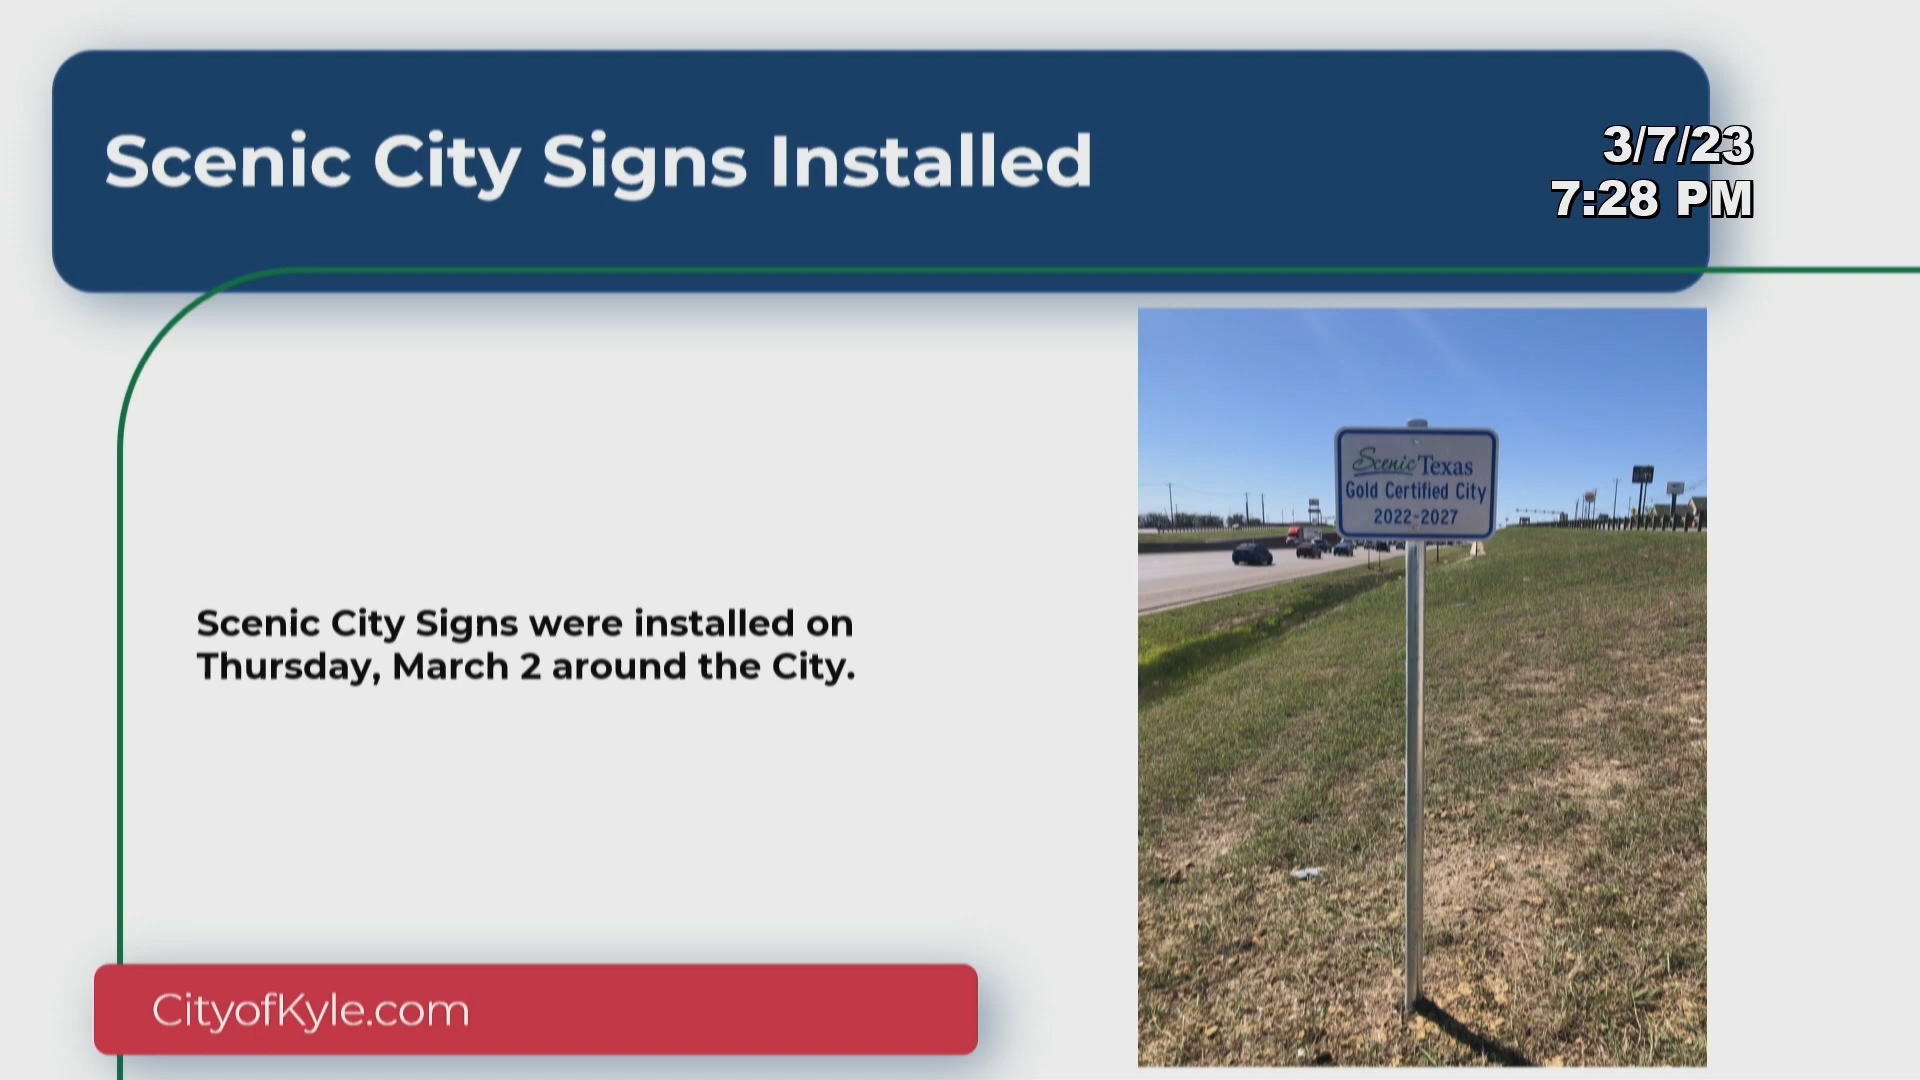 Scenic City Signs Installed
3/7/23
7:28 PM
Scenic Texas
Gold Certified City
2022-2027
Scenic City Signs were installed on
Thursday, March 2 around the City.
CityofKyle.com